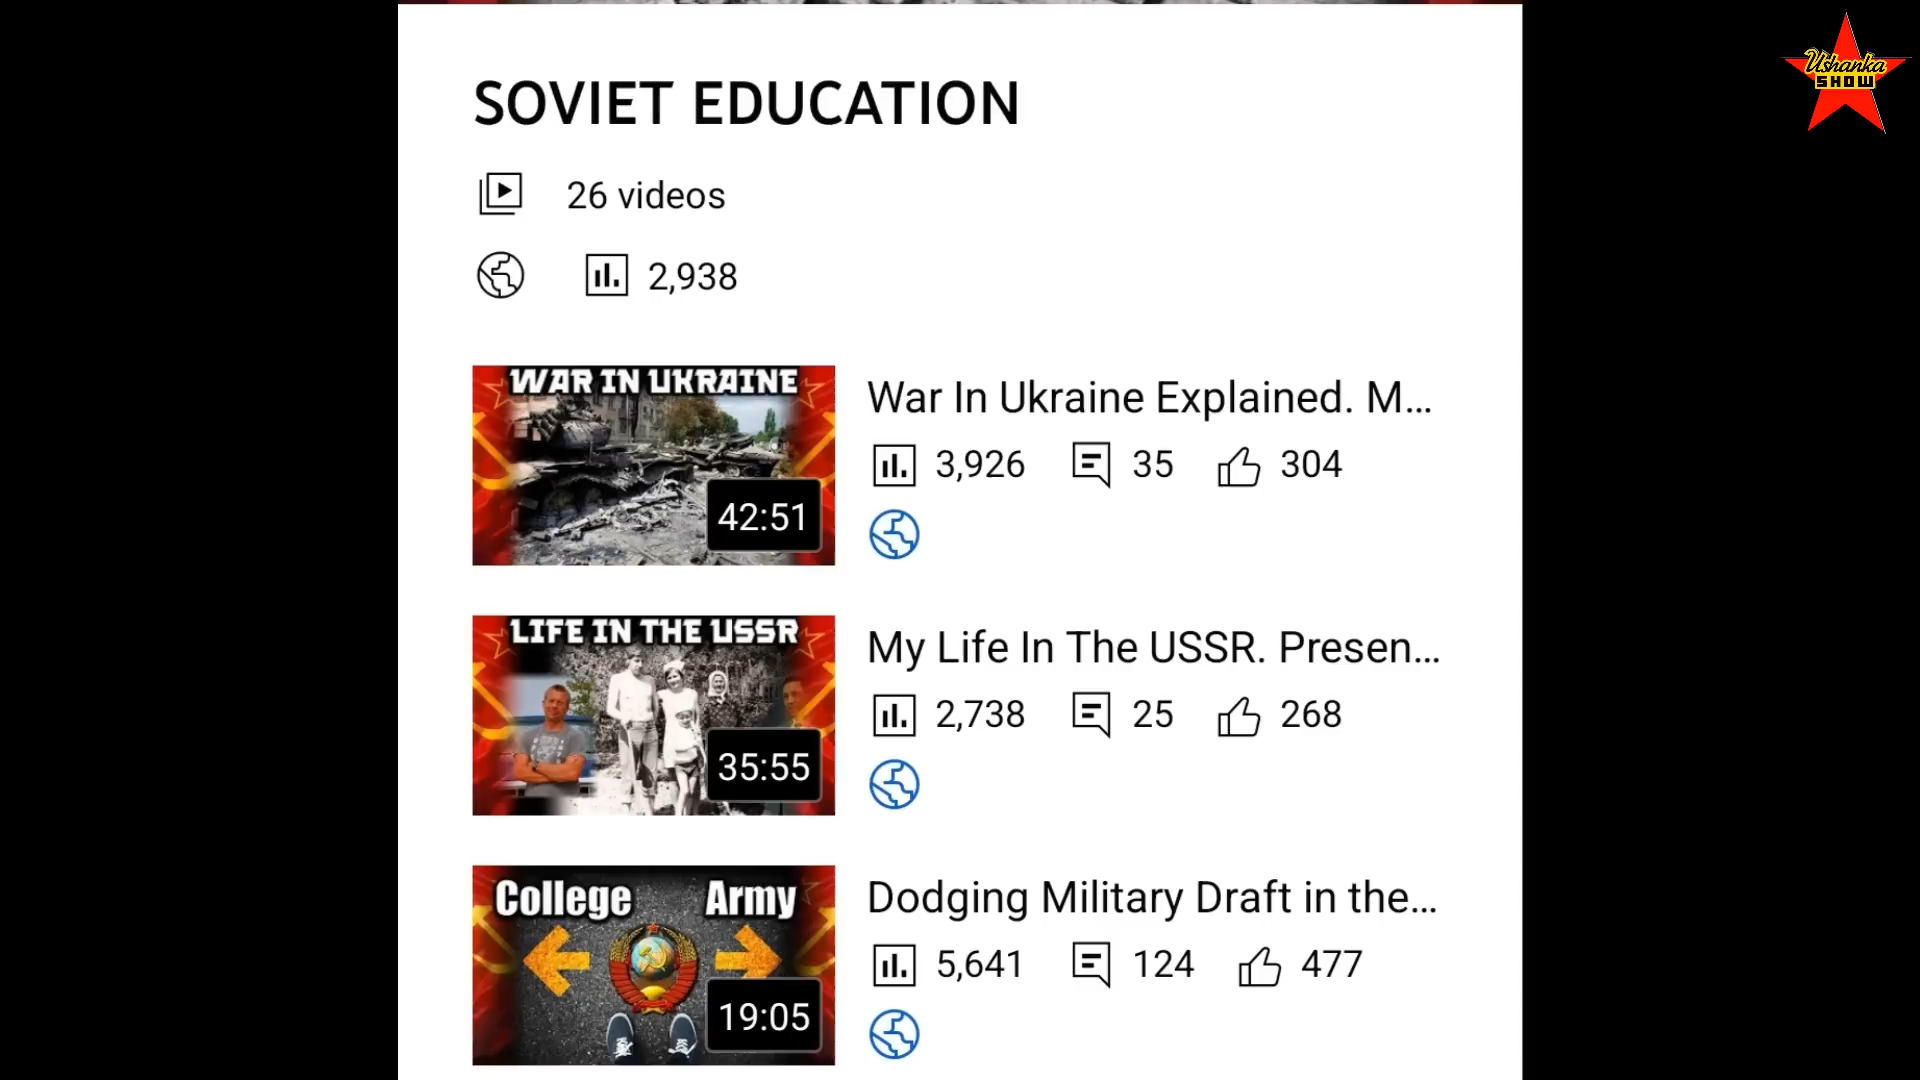 Ushanka
SHOW
SOVIET EDUCATION
26 videos
2,938
WAR IN UKRAINE
42:51
War In Ukraine Explained. M...
3,926 35 304
LIFE IN THE USSR
35:55
My Life In The USSR. Presen...
2,738 25 268
College Army
19:05
Dodging Military Draft in the...
5,641 124 477